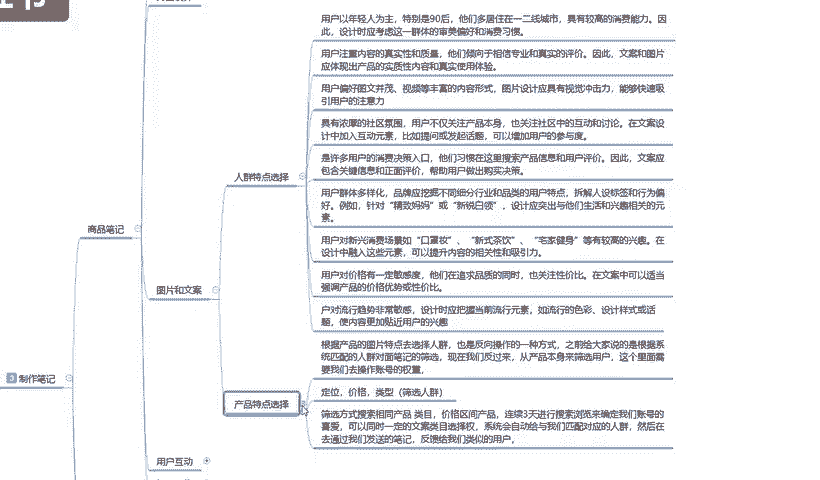 用户以年轻人为主，特别是90后，他们多居住在一二线城市，具有较高的消费能力。因
此，设计时应考虑这一群体的审美偏好和消费习惯。
用户注重内容的真实性和质量，他们倾向于相信专业和真实的评价。因此，文案和图片
应体现出产品的实质性内容和真实使用体验。
用户偏好图文并茂、视频等丰富的内容形式，图片设计应具有视觉冲击力，能够快速吸
引用户的注意力
具有浓厚的社区氛围，用户不仅关注产品本身，也关注社区中的互动和讨论。在文案设
计中加入互动元素，比如提问或发起话题，可以增加用户的参与度。
是许多用户的消费决策入口，他们习惯在这里搜索产品信息和用户评价。因此，文案应
包含关键信息和正面评价，帮助用户做出购买决策。
人群特点选择
用户群体多样化，品牌应挖掘不同细分行业和品类的用户特点，拆解人设标签和行为偏
好。例如，针对“精致妈妈”或“新锐白领”，设计应突出与他们生活和兴趣相关的元
素。
商品笔记
用户对新兴消费场景如“口罩妆”、“新式茶饮”、“宅家健身”等有较高的兴趣。在
设计中融入这些元素，可以提升内容的相关性和吸引力。
用户对价格有一定敏感度，他们在追求品质的同时，也关注性价比。在文案中可以适当
强调产品的价格优势或性价比。
图片和文案
户对流行趋势非常敏感，设计时应把握当前流行元素，如流行的色彩、设计样式或话
题，使内容更加贴近用户的兴趣
根据产品的图片特点去选择人群，也是反向操作的一种方式，之前给大家说的是根据系
统匹配的人群对面笔记的筛选，现在我们反过来，从产品本身来筛选用户，这个里面需
要我们去操作账号的权重，
3 制作笔记
定位，价格，类型（筛选人群）
产品特点选择
筛选方式搜索相同产品 类目，价格区间产品，连续3天进行搜索浏览来确定我们账号的
喜爱，可以同时一定的文案类目选择权，系统会自动给与我们匹配对应的人群，然后在
去通过我们发送的笔记，反馈给我们类似的用户，
用户互动